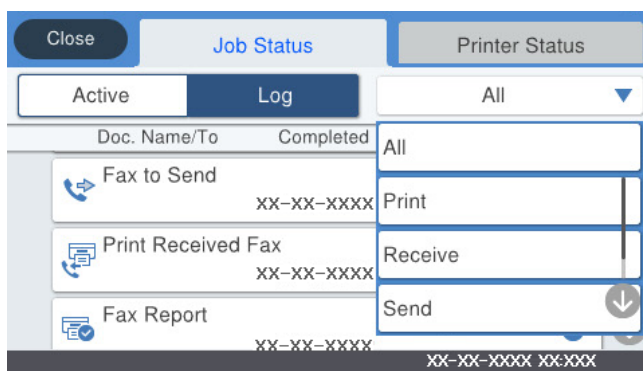 Close Job Status Printer Status
Active Log All
Doc. Name/To Completed
All
Fax to Send
XX-XX-XXXX
Print
Print Received Fax
XX-XX-XXXX
Receive
Fax Report
XX-XX-XXXX
Send
XX-XX-XXXX XX:XXX